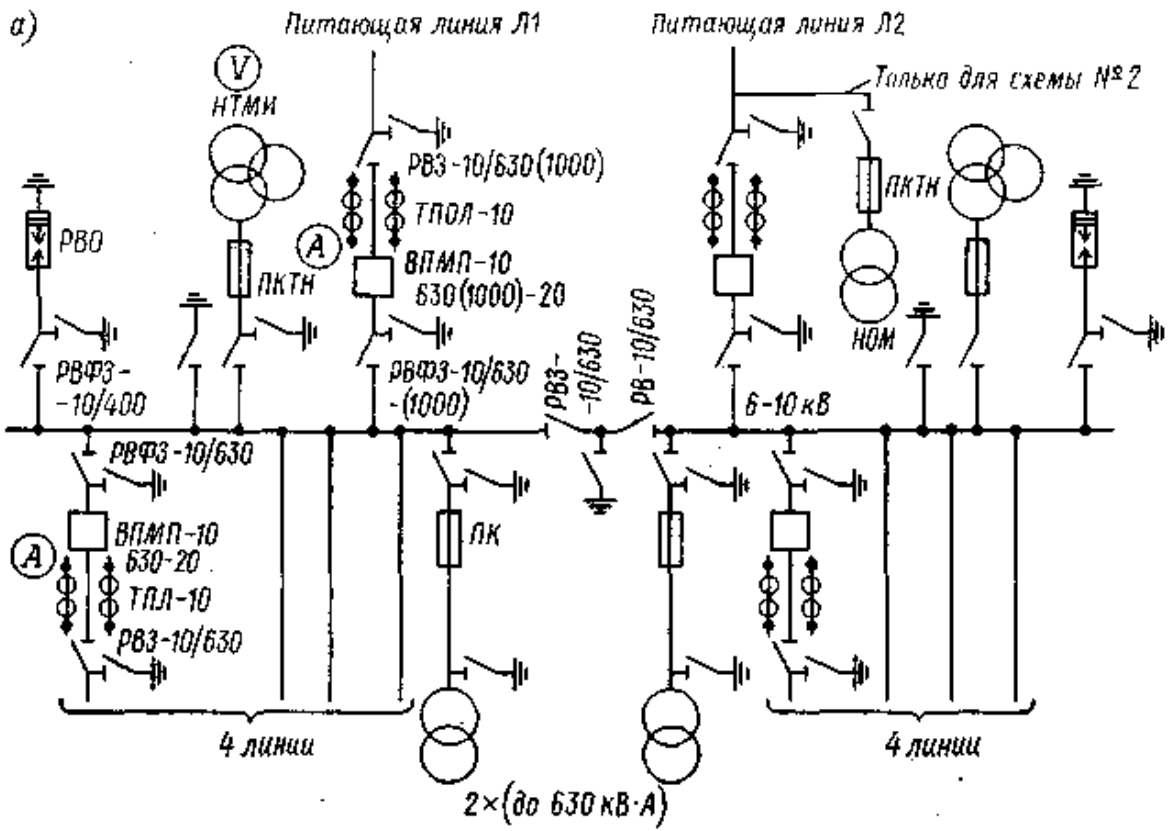 а)
Питающая линия Л1
Питающая линия Л2
Только для схемы №2
V
НТМИ
РВЗ-10/630(1000)
ПКТН
РВО
ТПОЛ-10
A
ВПМП-10
630(1000)-20
ПКТН
НОМ
РВФЗ-
-10/400
РВФЗ-10/630
-(1000)
РВЗ-
-10/630
РВ-10/630
6-10 кВ
РВФЗ-10/630
ВПМП-10
630-20
A
ТПЛ-10
РВЗ-10/630
ПК
4 линии
4 линии
2×(до 630 кВ·А)